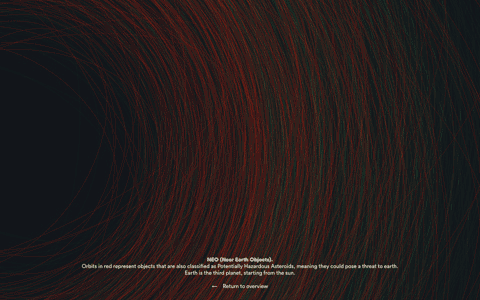 NEO (Near Earth Objects).
Orbits in red represent objects that are also classified as Potentially Hazardous Asteroids, meaning they could pose a threat to earth.
Earth is the third planet, starting from the sun.
← Return to overview